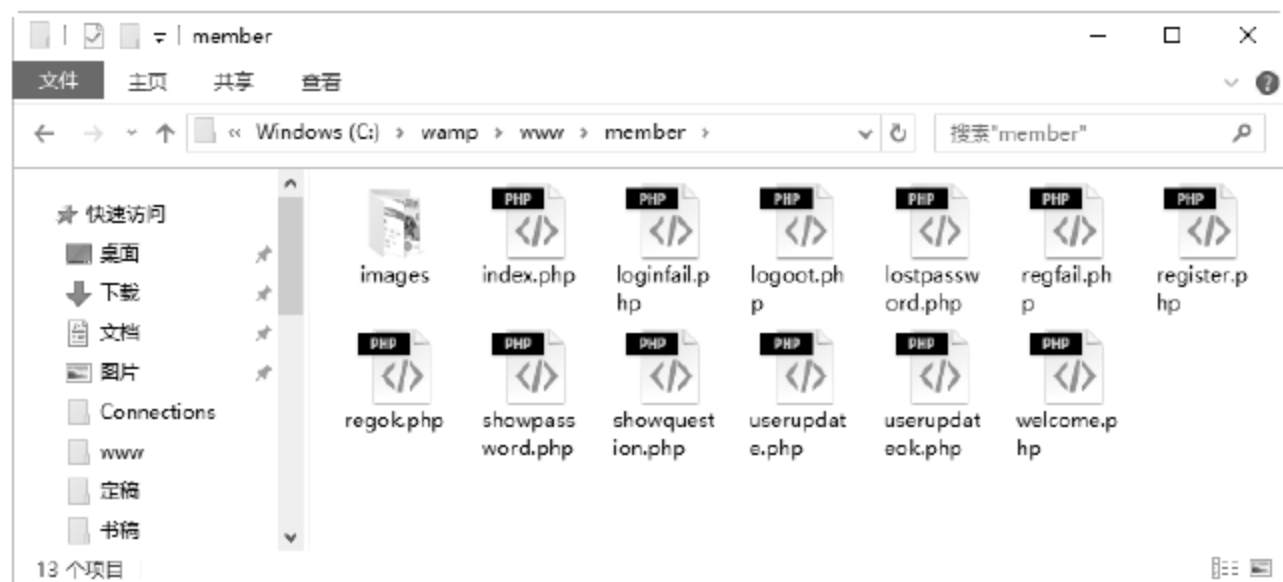 member
文件 主页 共享 查看
« Windows (C:) › wamp › www › member ›
搜索"member"
快速访问
桌面
下载
文档
图片
Connections
www
定稿
书稿
PHP PHP PHP PHP PHP PHP
images index.php loginfail.p logoot.ph lostpassw regfail.ph register.p
hp p ord.php p hp
PHP PHP PHP PHP PHP PHP
regok.php showpass showquest userupdat userupdat welcome.p
word.php ion.php e.php eok.php hp
13 个项目